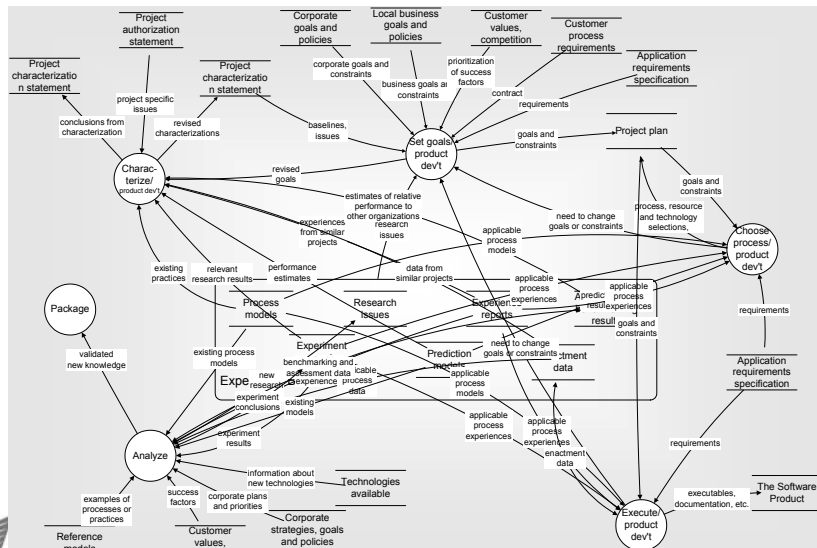 Project
authorization
statement
Corporate
goals and
policies
Local business
goals and
policies
Customer
values,
competition
Customer
process
requirements
Project
characterizatio
n statement
Project
characterizatio
n statement
Application
requirements
specification
corporate goals and
constraints
business goals
constraints
prioritization
of success
factors
contract
requirements
project specific
issues
conclusions from
characterization
revised
characterizations
baselines,
issues
Set goals/
product
dev't
goals and
constraints
Project plan
Charac-
terize/
product dev't
revised
goals
goals and
constraints
estimates of relative
performance to
other organizations
research
issues
experiences
from similar
projects
need to change
goals or constraints
process, resource
and technology
selections,
Choose
process/
product
dev't
applicable
process
models
existing
practices
relevant
research results
performance
estimates
data from
similar projects
applicable
process
experiences
applicable
process
experiences
Package
Process
models
Research
issues
reports
goals and
constraints
requirements
Experiment
need to change
goals or constraints
validated
new knowledge
existing process
models
benchmarking and
assessment data
Prediction
data
new
research
process
data
applicable
process
models
Application
requirements
specification
experiment
conclusions
existing
models
applicable
process
experiences
applicable
process
experiences
enactment
data
experiment
results
requirements
Analyze
information about
new technologies
Technologies
available
examples of
processes or
practices
success
factors
corporate plans
and priorities
executables,
documentation, etc.
The Software
Product
Reference
Customer
values,
Corporate
strategies, goals
and policies
Execute/
product
dev't